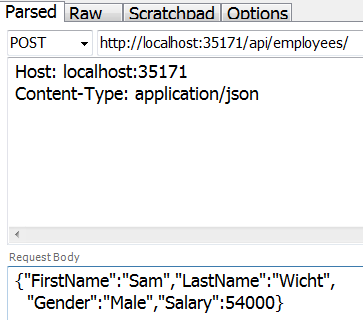 Parsed Raw Scratchpad Options
POST http://localhost:35171/api/employees/
Host: localhost:35171
Content-Type: application/json
Request Body
{"FirstName":"Sam","LastName":"Wicht",
"Gender":"Male","Salary":54000}